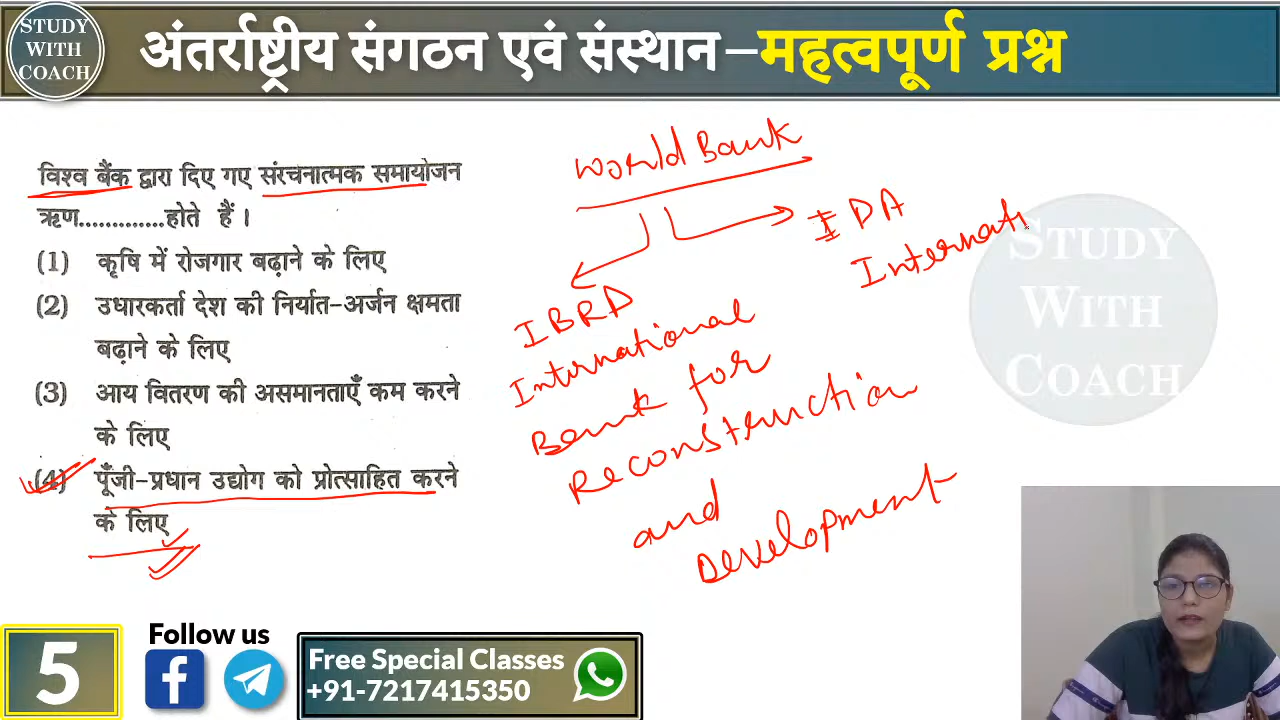 STUDY
WITH
COACH
अंतर्राष्ट्रीय संगठन एवं संस्थान–महत्वपूर्ण प्रश्न
विश्व बैंक द्वारा दिए गए संरचनात्मक समायोजन
ऋण.............होते हैं।
(1) कृषि में रोजगार बढ़ाने के लिए
(2) उधारकर्ता देश की निर्यात-अर्जन क्षमता
बढ़ाने के लिए
(3) आय वितरण की असमानताएँ कम करने
के लिए
(4) पूँजी-प्रधान उद्योग को प्रोत्साहित करने
के लिए
World Bank
IBRD
International
Bank for
Reconstruction
and
Development
IDA
Internati
STUDY
WITH
COACH
5
Follow us
Free Special Classes
+91-7217415350